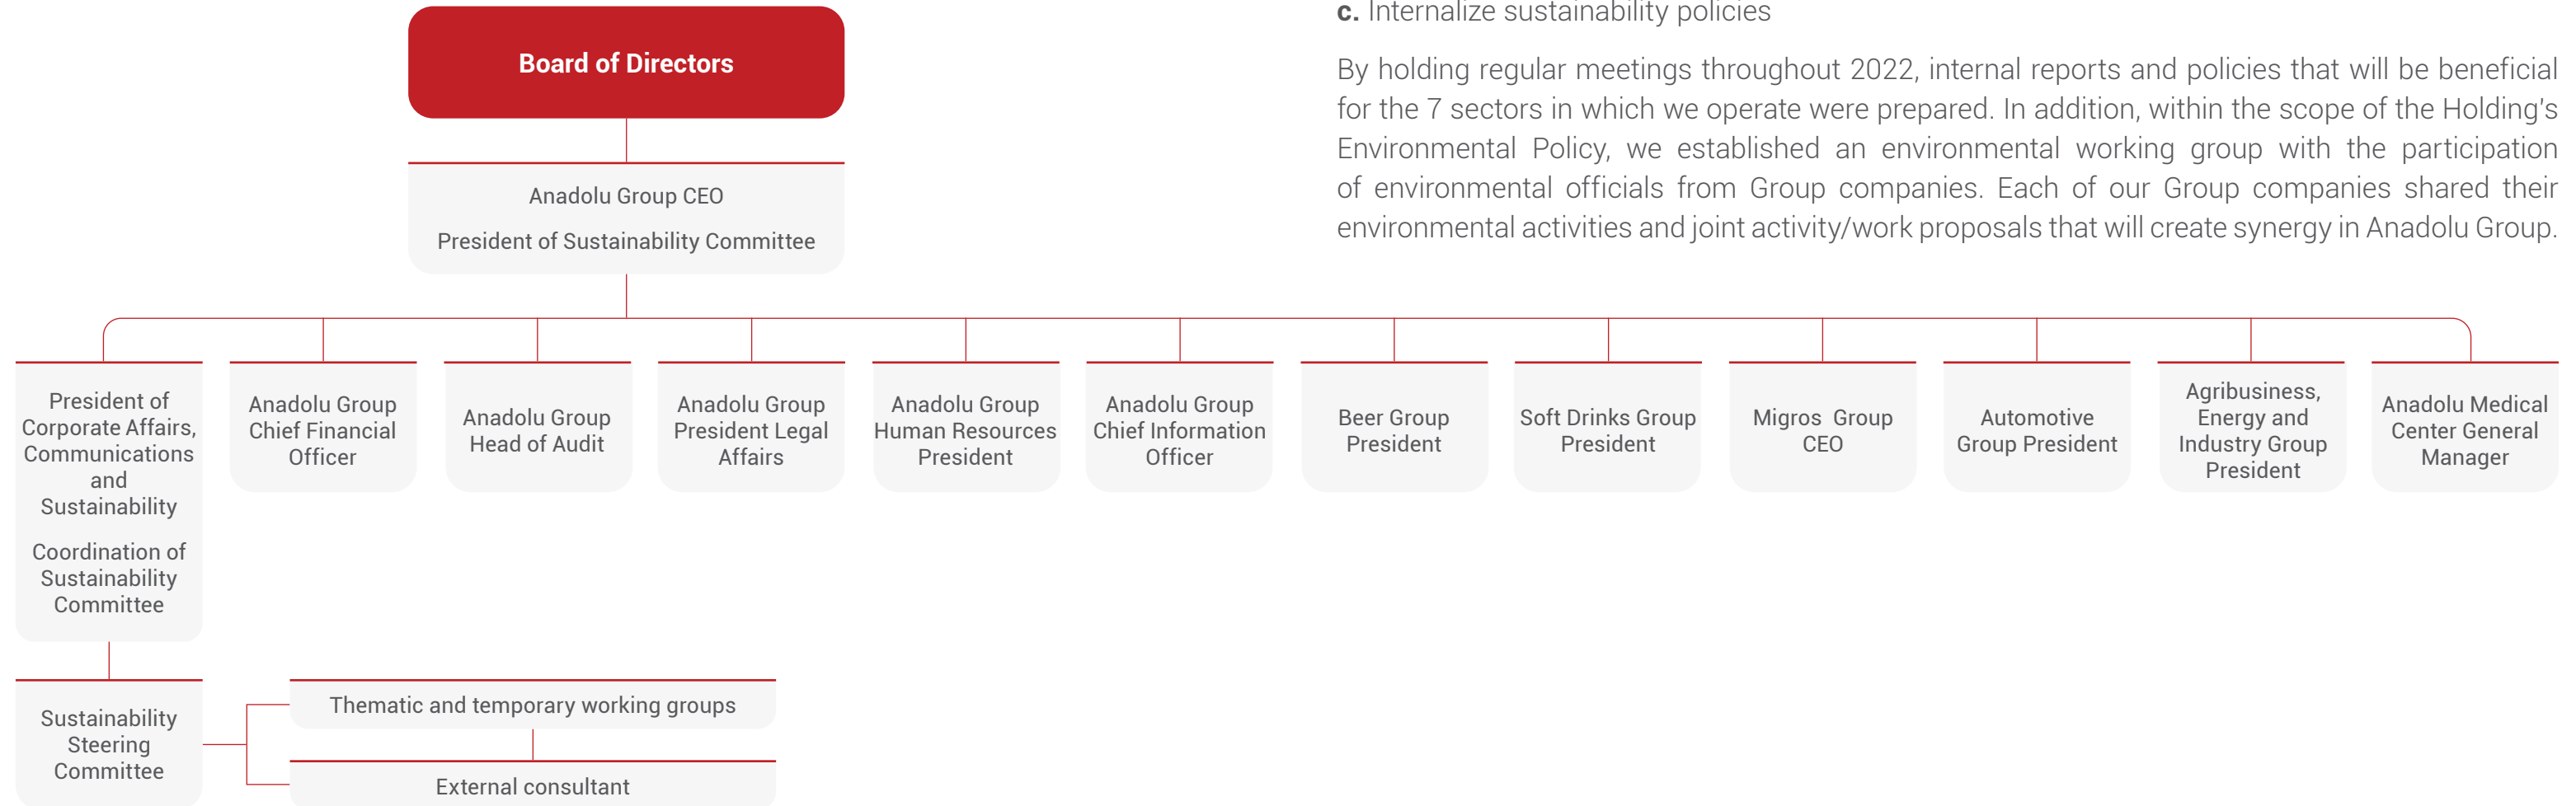 Board of Directors
Anadolu Group CEO
President of Sustainability Committee
c. Internalize sustainability policies
By holding regular meetings throughout 2022, internal reports and policies that will be beneficial
for the 7 sectors in which we operate were prepared. In addition, within the scope of the Holding's
Environmental Policy, we established an environmental working group with the participation
of environmental officials from Group companies. Each of our Group companies shared their
environmental activities and joint activity/work proposals that will create synergy in Anadolu Group.
President of
Corporate Affairs,
Communications
and
Sustainability
Coordination of
Sustainability
Committee
Anadolu Group
Chief Financial
Officer
Anadolu Group
Head of Audit
Anadolu Group
President Legal
Affairs
Anadolu Group
Human Resources
President
Anadolu Group
Chief Information
Officer
Beer Group
President
Soft Drinks Group
President
Migros Group
CEO
Automotive
Group President
Agribusiness,
Energy and
Industry Group
President
Anadolu Medical
Center General
Manager
Sustainability
Steering
Committee
Thematic and temporary working groups
External consultant